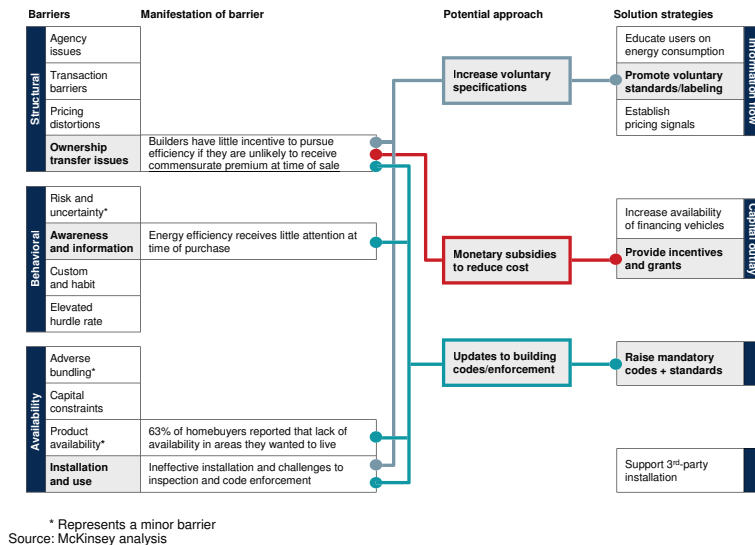 Barriers
Manifestation of barrier
Potential approach
Solution strategies
Structural
Agency
issues
Transaction
barriers
Pricing
distortions
Ownership
transfer issues
Builders have little incentive to pursue
efficiency if they are unlikely to receive
commensurate premium at time of sale
Behavioral
Risk and
uncertainty*
Awareness
and information
Energy efficiency receives little attention at
time of purchase
Custom
and habit
Elevated
hurdle rate
Availability
Adverse
bundling*
Capital
constraints
Product
availability*
63% of homebuyers reported that lack of
availability in areas they wanted to live
Installation
and use
Ineffective installation and challenges to
inspection and code enforcement
Increase voluntary
specifications
Monetary subsidies
to reduce cost
Updates to building
codes/enforcement
Educate users on
energy consumption
Promote voluntary
standards/labeling
Establish
pricing signals
Information flow
Increase availability
of financing vehicles
Provide incentives
and grants
Capital outlay
Raise mandatory
codes + standards
Support 3rd-party
installation
* Represents a minor barrier
Source: McKinsey analysis